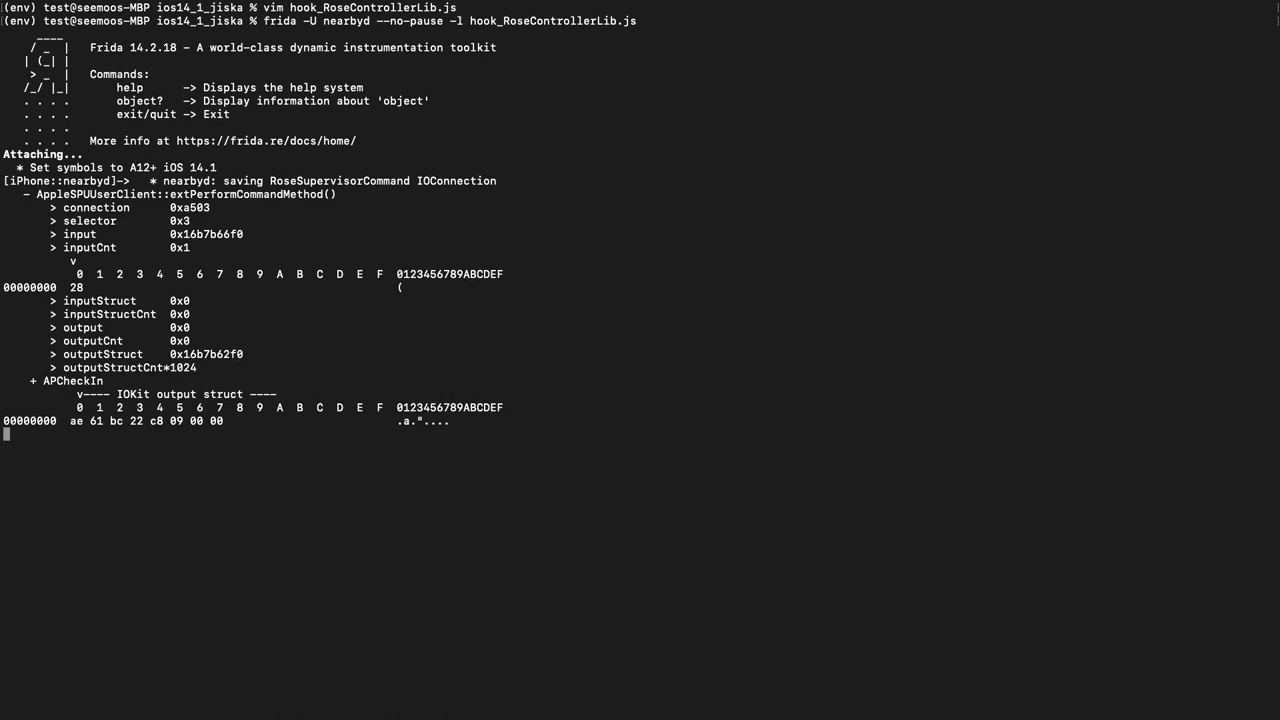 (env) test@seemoos-MBP ios14_1_jiska % vim hook_RoseControllerLib.js
(env) test@seemoos-MBP ios14_1_jiska % frida -U nearbyd --no-pause -l hook_RoseControllerLib.js
     ____
    / _  |   Frida 14.2.18 - A world-class dynamic instrumentation toolkit
   | (_| |
    > _  |   Commands:
   /_/ |_|       help      -> Displays the help system
   . . . .       object?   -> Display information about 'object'
   . . . .       exit/quit -> Exit
   . . . .
   . . . .   More info at https://frida.re/docs/home/
Attaching...
  * Set symbols to A12+ iOS 14.1
[iPhone::nearbyd]->   * nearbyd: saving RoseSupervisorCommand IOConnection
   - AppleSPUUserClient::extPerformCommandMethod()
       > connection      0xa503
       > selector        0x3
       > input           0x16b7b66f0
       > inputCnt        0x1
          v
           0  1  2  3  4  5  6  7  8  9  A  B  C  D  E  F  0123456789ABCDEF
00000000  28                                               (
       > inputStruct     0x0
       > inputStructCnt  0x0
       > output          0x0
       > outputCnt       0x0
       > outputStruct    0x16b7b62f0
       > outputStructCnt*1024
    + APCheckIn
           v---- IOKit output struct ----
           0  1  2  3  4  5  6  7  8  9  A  B  C  D  E  F  0123456789ABCDEF
00000000  ae 61 bc 22 c8 09 00 00                          .a."....